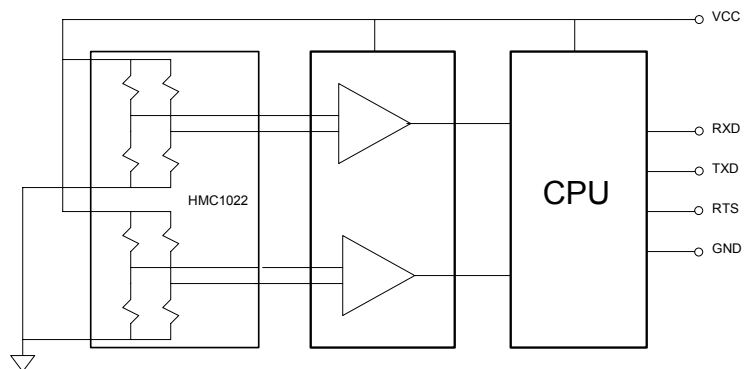 VCC
RXD
HMC1022
CPU
TXD
RTS
GND